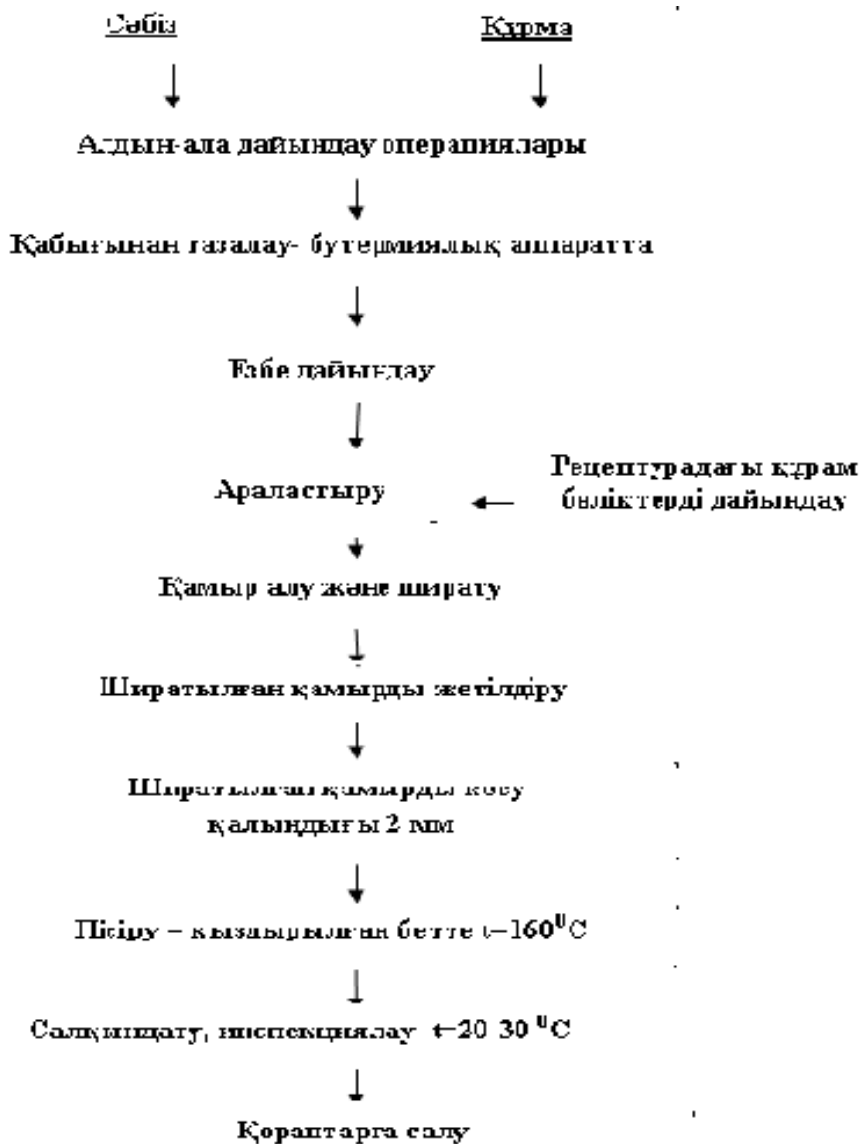 Сәбіз
Құрма
Алдын-ала дайындау операциялары
Қабығынан тазалау- бутермиялық аппаратта
Езбе дайындау
Араластыру
Рецептурадағы құрам
бөліктерді дайындау
Қамыр алу және ширату
Ширатылған қамырды жетілдіру
Ширатылған қамырды кесу
қалыңдығы 2 мм
Пісіру – қыздырылған бетте t=160⁰С
Салқындату, инспекциялау t=20-30 ⁰С
Қораптарға салу